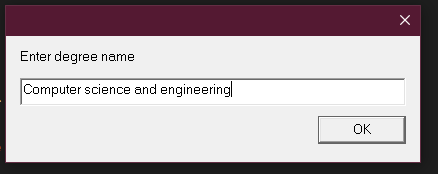 Enter degree name
Computer science and engineering
OK